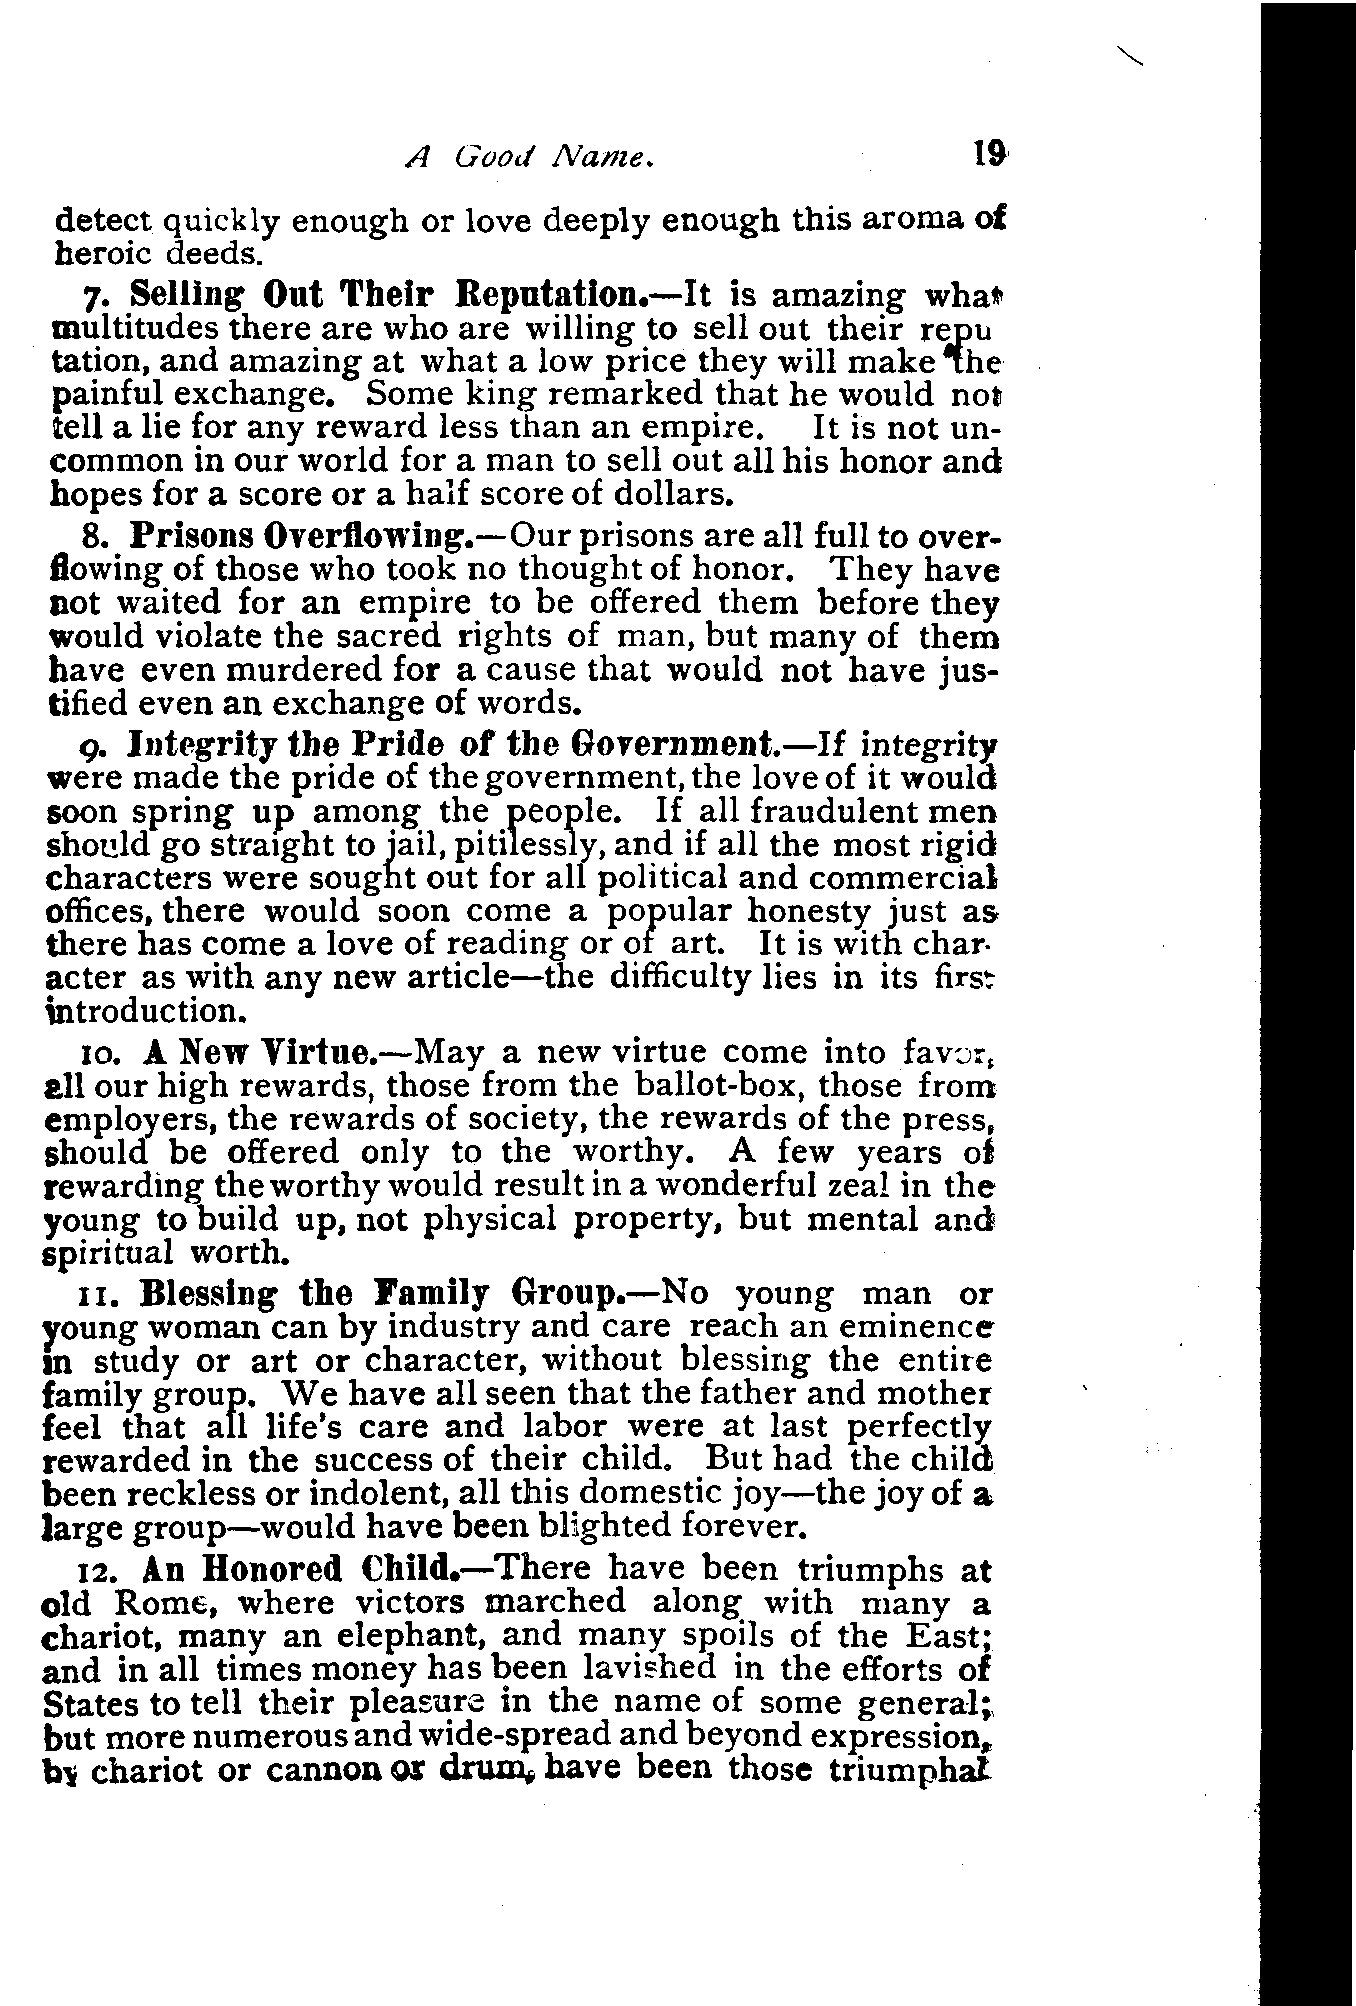 A Good Name. 19
detect quickly enough or love deeply enough this aroma of
heroic deeds.
7. Selling Out Their Reputation.—It is amazing what
multitudes there are who are willing to sell out their repu
tation, and amazing at what a low price they will make the
painful exchange. Some king remarked that he would not
tell a lie for any reward less than an empire. It is not un-
common in our world for a man to sell out all his honor and
hopes for a score or a half score of dollars.
8. Prisons Overflowing.—Our prisons are all full to over-
flowing of those who took no thought of honor. They have
not waited for an empire to be offered them before they
would violate the sacred rights of man, but many of them
have even murdered for a cause that would not have jus-
tified even an exchange of words.
9. Integrity the Pride of the Government.—If integrity
were made the pride of the government, the love of it would
soon spring up among the people. If all fraudulent men
should go straight to jail, pitilessly, and if all the most rigid
characters were sought out for all political and commercial
offices, there would soon come a popular honesty just as
there has come a love of reading or of art. It is with char-
acter as with any new article—the difficulty lies in its first
introduction.
10. A New Virtue.—May a new virtue come into favor,
all our high rewards, those from the ballot-box, those from
employers, the rewards of society, the rewards of the press,
should be offered only to the worthy. A few years of
rewarding the worthy would result in a wonderful zeal in the
young to build up, not physical property, but mental and
spiritual worth.
11. Blessing the Family Group.—No young man or
young woman can by industry and care reach an eminence
in study or art or character, without blessing the entire
family group. We have all seen that the father and mother
feel that all life's care and labor were at last perfectly
rewarded in the success of their child. But had the child
been reckless or indolent, all this domestic joy—the joy of a
large group—would have been blighted forever.
12. An Honored Child.—There have been triumphs at
old Rome, where victors marched along with many a
chariot, many an elephant, and many spoils of the East;
and in all times money has been lavished in the efforts of
States to tell their pleasure in the name of some general;
but more numerous and wide-spread and beyond expression,
by chariot or cannon or drum, have been those triumphal